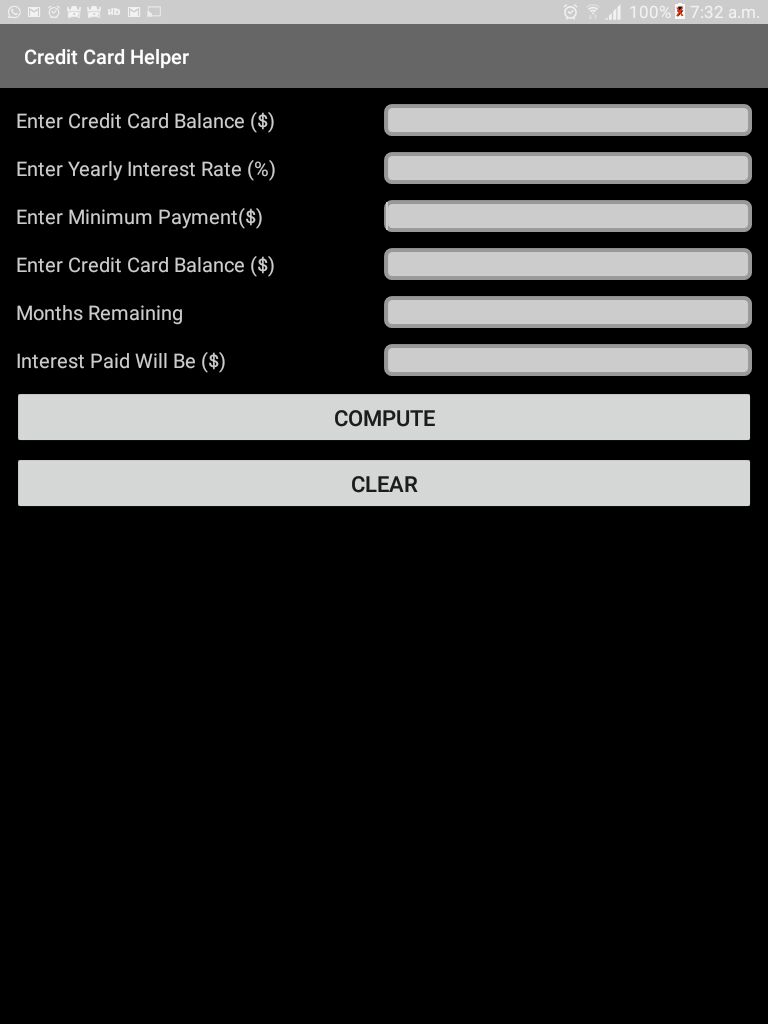 100% 7:32 a.m.
Credit Card Helper
Enter Credit Card Balance ($)
Enter Yearly Interest Rate (%)
Enter Minimum Payment($)
Enter Credit Card Balance ($)
Months Remaining
Interest Paid Will Be ($)
COMPUTE
CLEAR